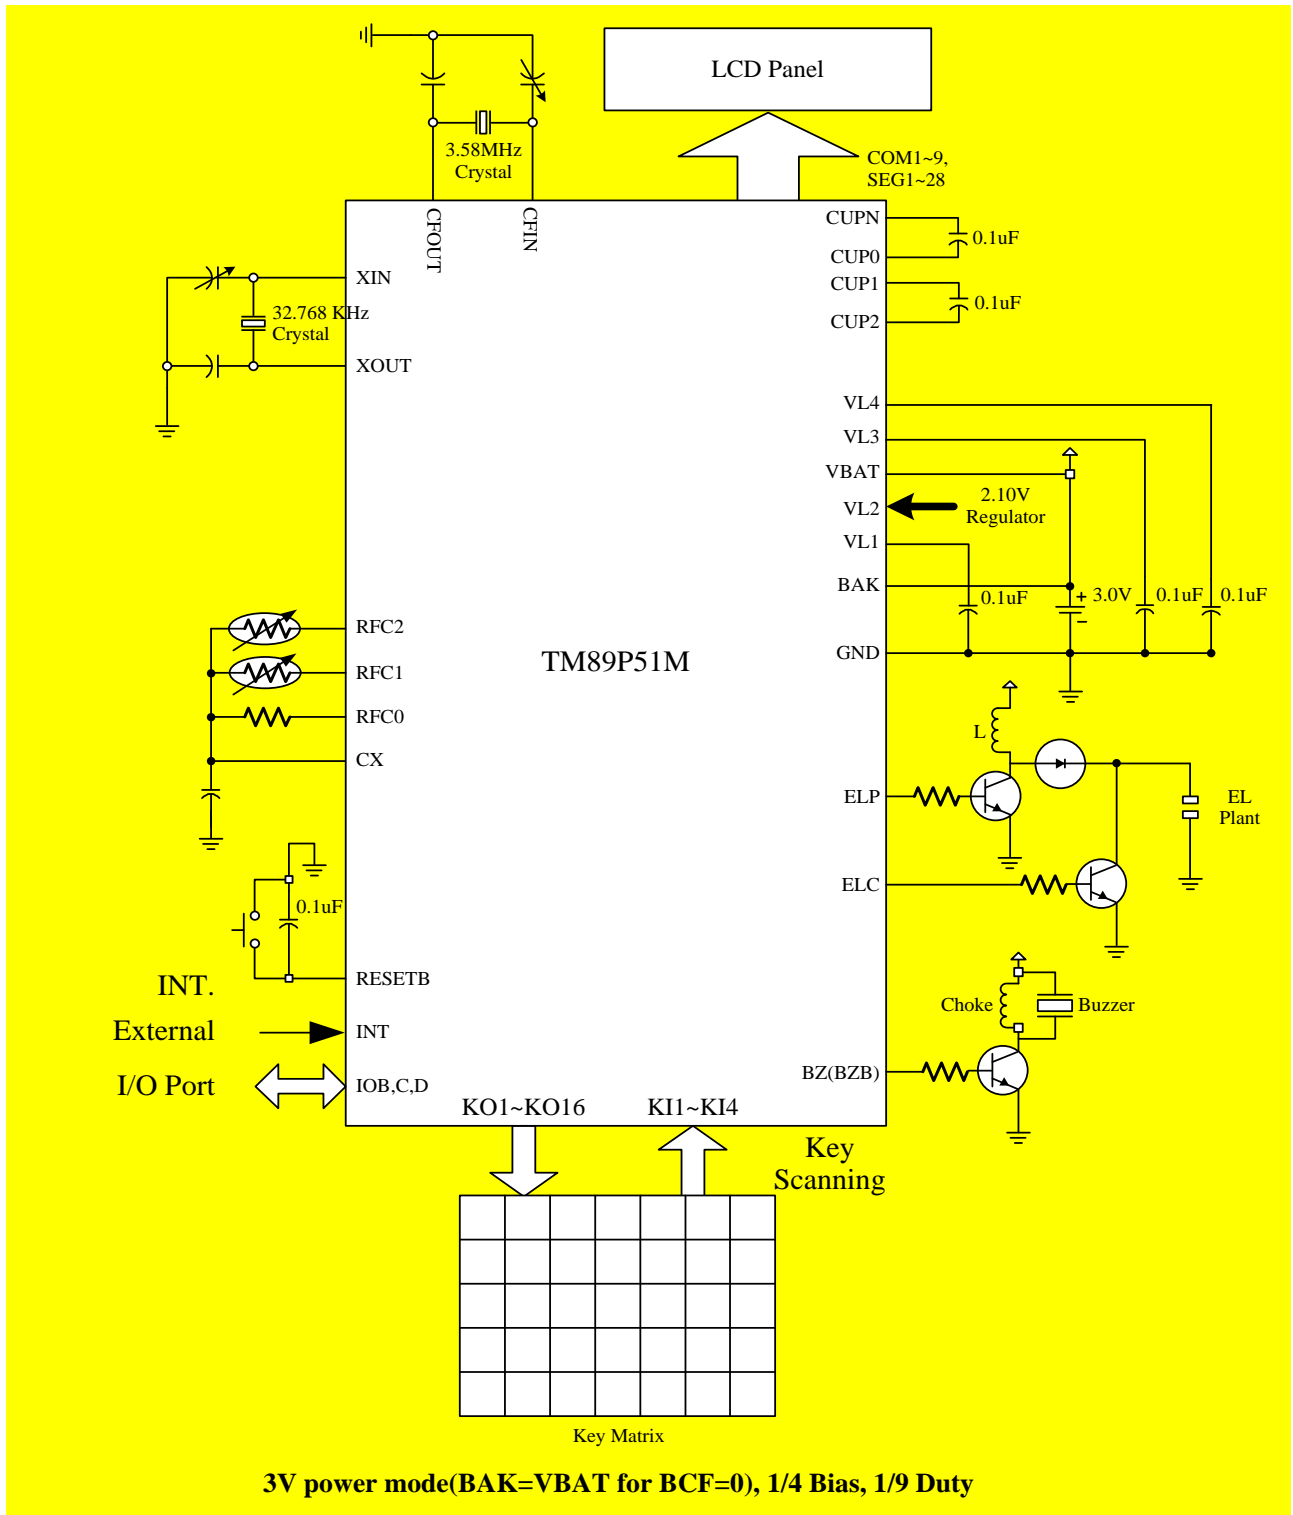 LCD Panel
3.58MHz
Crystal
COM1~9,
SEG1~28
CFOUT
CFIN
CUPN
0.1uF
CUP0
XIN
CUP1
32.768 KHz
Crystal
0.1uF
CUP2
XOUT
VL4
VL3
VBAT
2.10V
Regulator
VL2
VL1
BAK
0.1uF
+ 3.0V
−
0.1uF
0.1uF
RFC2
GND
TM89P51M
RFC1
RFC0
L
CX
ELP
EL
Plant
ELC
0.1uF
RESETB
INT.
Choke
Buzzer
External
INT
BZ(BZB)
I/O Port
IOB,C,D
KO1~KO16
KI1~KI4
Key
Scanning
Key Matrix
3V power mode(BAK=VBAT for BCF=0), 1/4 Bias, 1/9 Duty